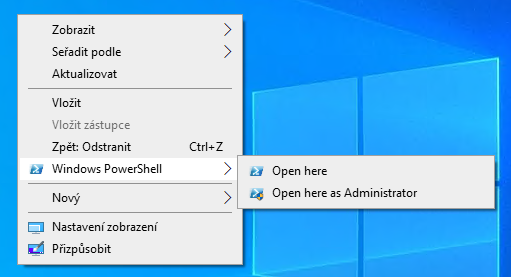 Zobrazit
Seřadit podle
Aktualizovat
Vložit
Vložit zástupce
Zpět: Odstranit Ctrl+Z
Windows PowerShell
Open here
Open here as Administrator
Nový
Nastavení zobrazení
Přizpůsobit